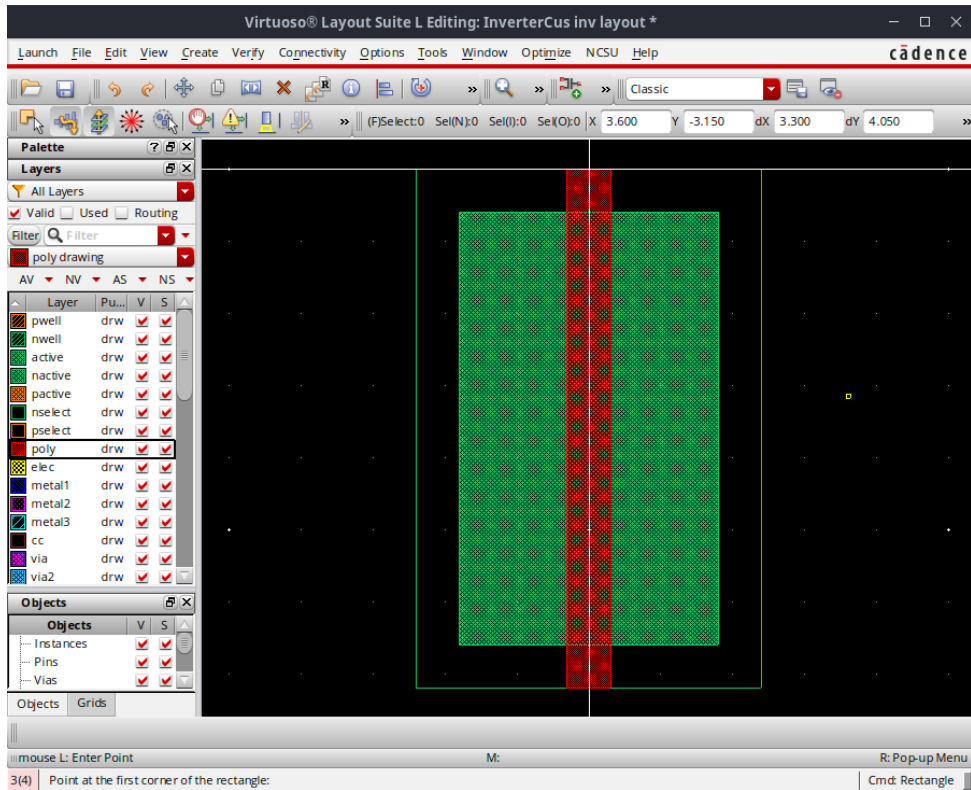 Virtuoso® Layout Suite L Editing: InverterCus inv layout *
Launch File Edit View Create Verify Connectivity Options Tools Window Optimize NCSU Help cādence
» » » Classic
» (F)Select:0 Sel(N):0 Sel(I):0 Sel(O):0 X 3.600 Y -3.150 dX 3.300 dY 4.050 »
Palette
Layers
All Layers
Valid Used Routing
Filter Filter
poly drawing
AV NV AS NS
Layer Pu... V S
pwell drw
nwell drw
active drw
nactive drw
pactive drw
nselect drw
pselect drw
poly drw
elec drw
metal1 drw
metal2 drw
metal3 drw
cc drw
via drw
via2 drw
Objects
Objects V S
Instances
Pins
Vias
Objects Grids
mouse L: Enter Point M: R: Pop-up Menu
3(4) Point at the first corner of the rectangle: Cmd: Rectangle